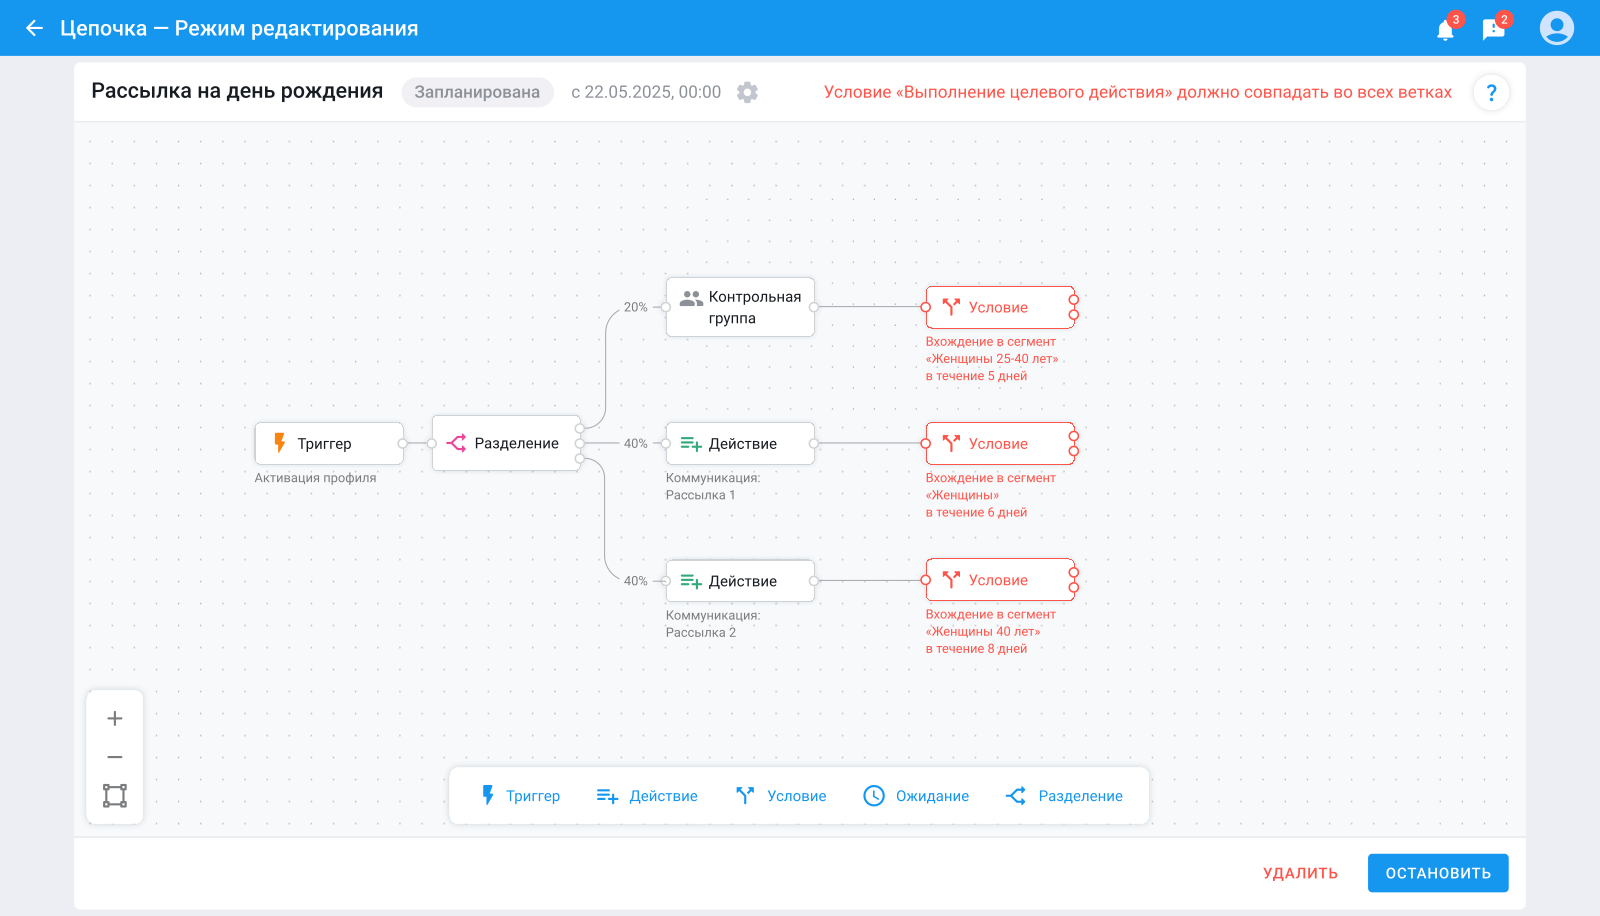 Цепочка — Режим редактирования
3
2
Рассылка на день рождения
Запланирована
с 22.05.2025, 00:00
Условие «Выполнение целевого действия» должно совпадать во всех ветках
?
20%
Контрольная
группа
Условие
Вхождение в сегмент
«Женщины 25-40 лет»
в течение 5 дней
Триггер
Активация профиля
Разделение
40%
Действие
Коммуникация:
Рассылка 1
Условие
Вхождение в сегмент
«Женщины»
в течение 6 дней
40%
Действие
Коммуникация:
Рассылка 2
Условие
Вхождение в сегмент
«Женщины 40 лет»
в течение 8 дней
Триггер
Действие
Условие
Ожидание
Разделение
УДАЛИТЬ
ОСТАНОВИТЬ